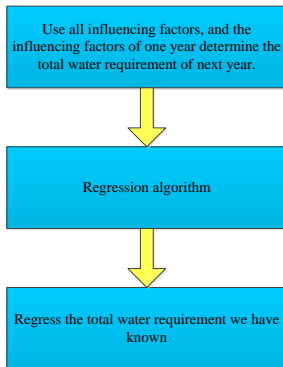 Use all influencing factors, and the
influencing factors of one year determine the
total water requirement of next year.
Regression algorithm
Regress the total water requirement we have
known